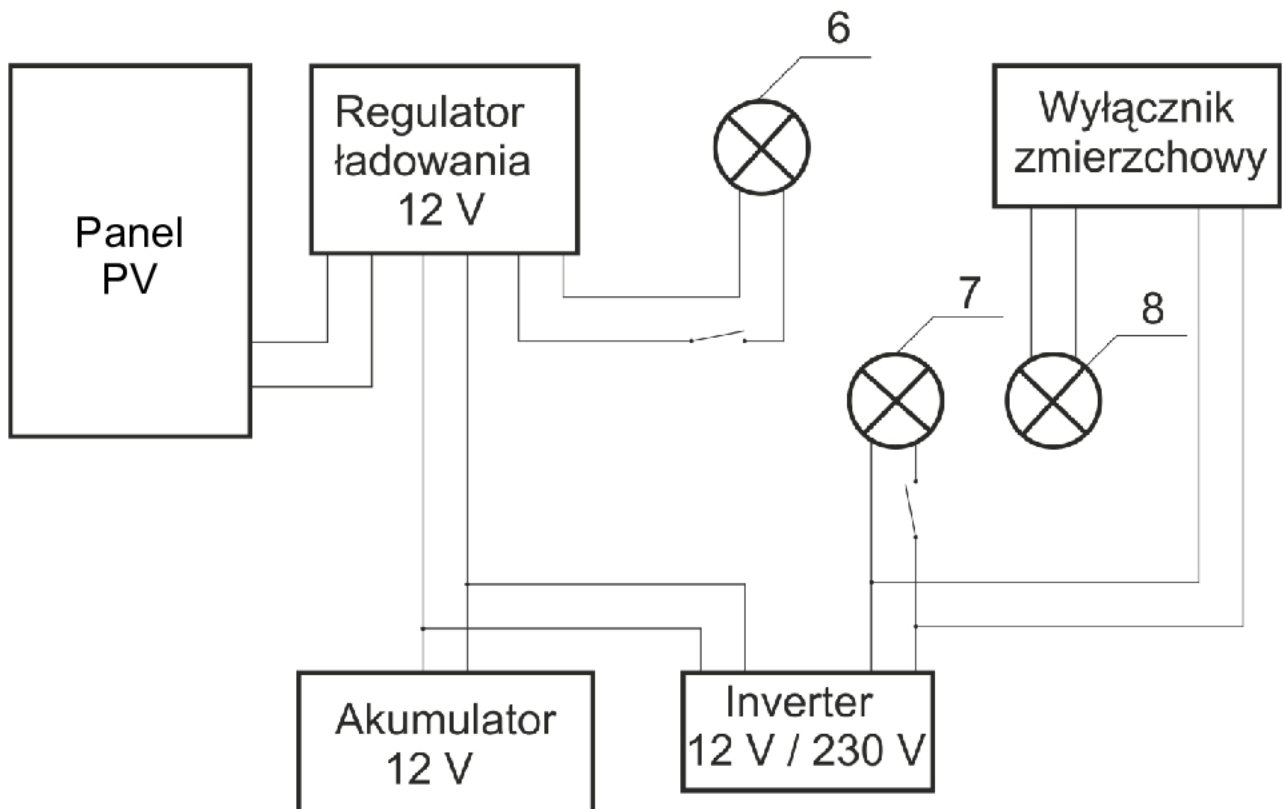 6
Regulator
ładowania
12 V
Wyłącznik
zmierzchowy
Panel
PV
7
8
Akumulator
12 V
Inverter
12 V / 230 V